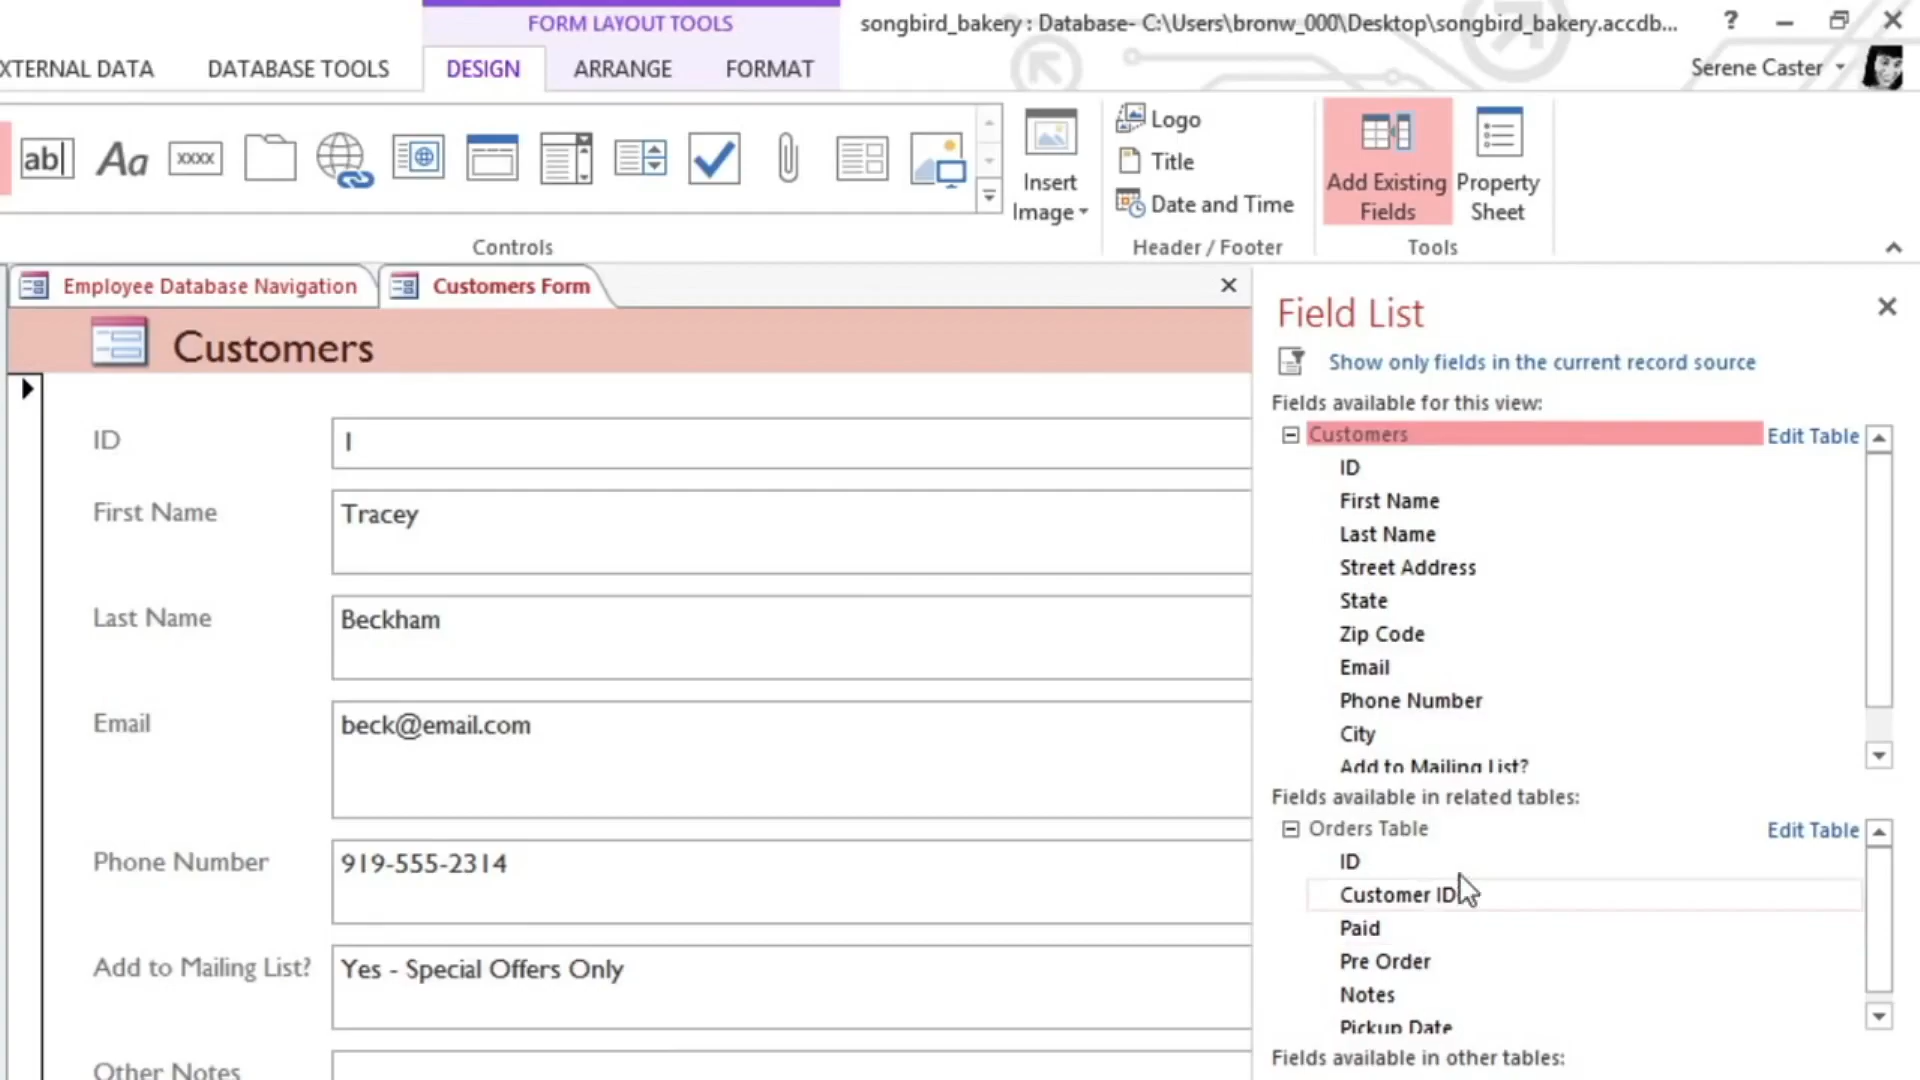 FORM LAYOUT TOOLS
songbird_bakery : Database- C:\Users\bronw_000\Desktop\songbird_bakery.accdb...
?
XTERNAL DATA
DATABASE TOOLS
DESIGN
ARRANGE
FORMAT
Serene Caster
ab
Aa
xxxx
Insert
Image
Logo
Title
Date and Time
Add Existing
Fields
Property
Sheet
Controls
Header / Footer
Tools
Employee Database Navigation
Customers Form
Customers
ID
1
First Name
Tracey
Last Name
Beckham
Email
beck@email.com
Phone Number
919-555-2314
Add to Mailing List?
Yes - Special Offers Only
Other Notes
Field List
Show only fields in the current record source
Fields available for this view:
Customers
Edit Table
ID
First Name
Last Name
Street Address
State
Zip Code
Email
Phone Number
City
Add to Mailing List?
Fields available in related tables:
Orders Table
Edit Table
ID
Customer ID
Paid
Pre Order
Notes
Pickup Date
Fields available in other tables: